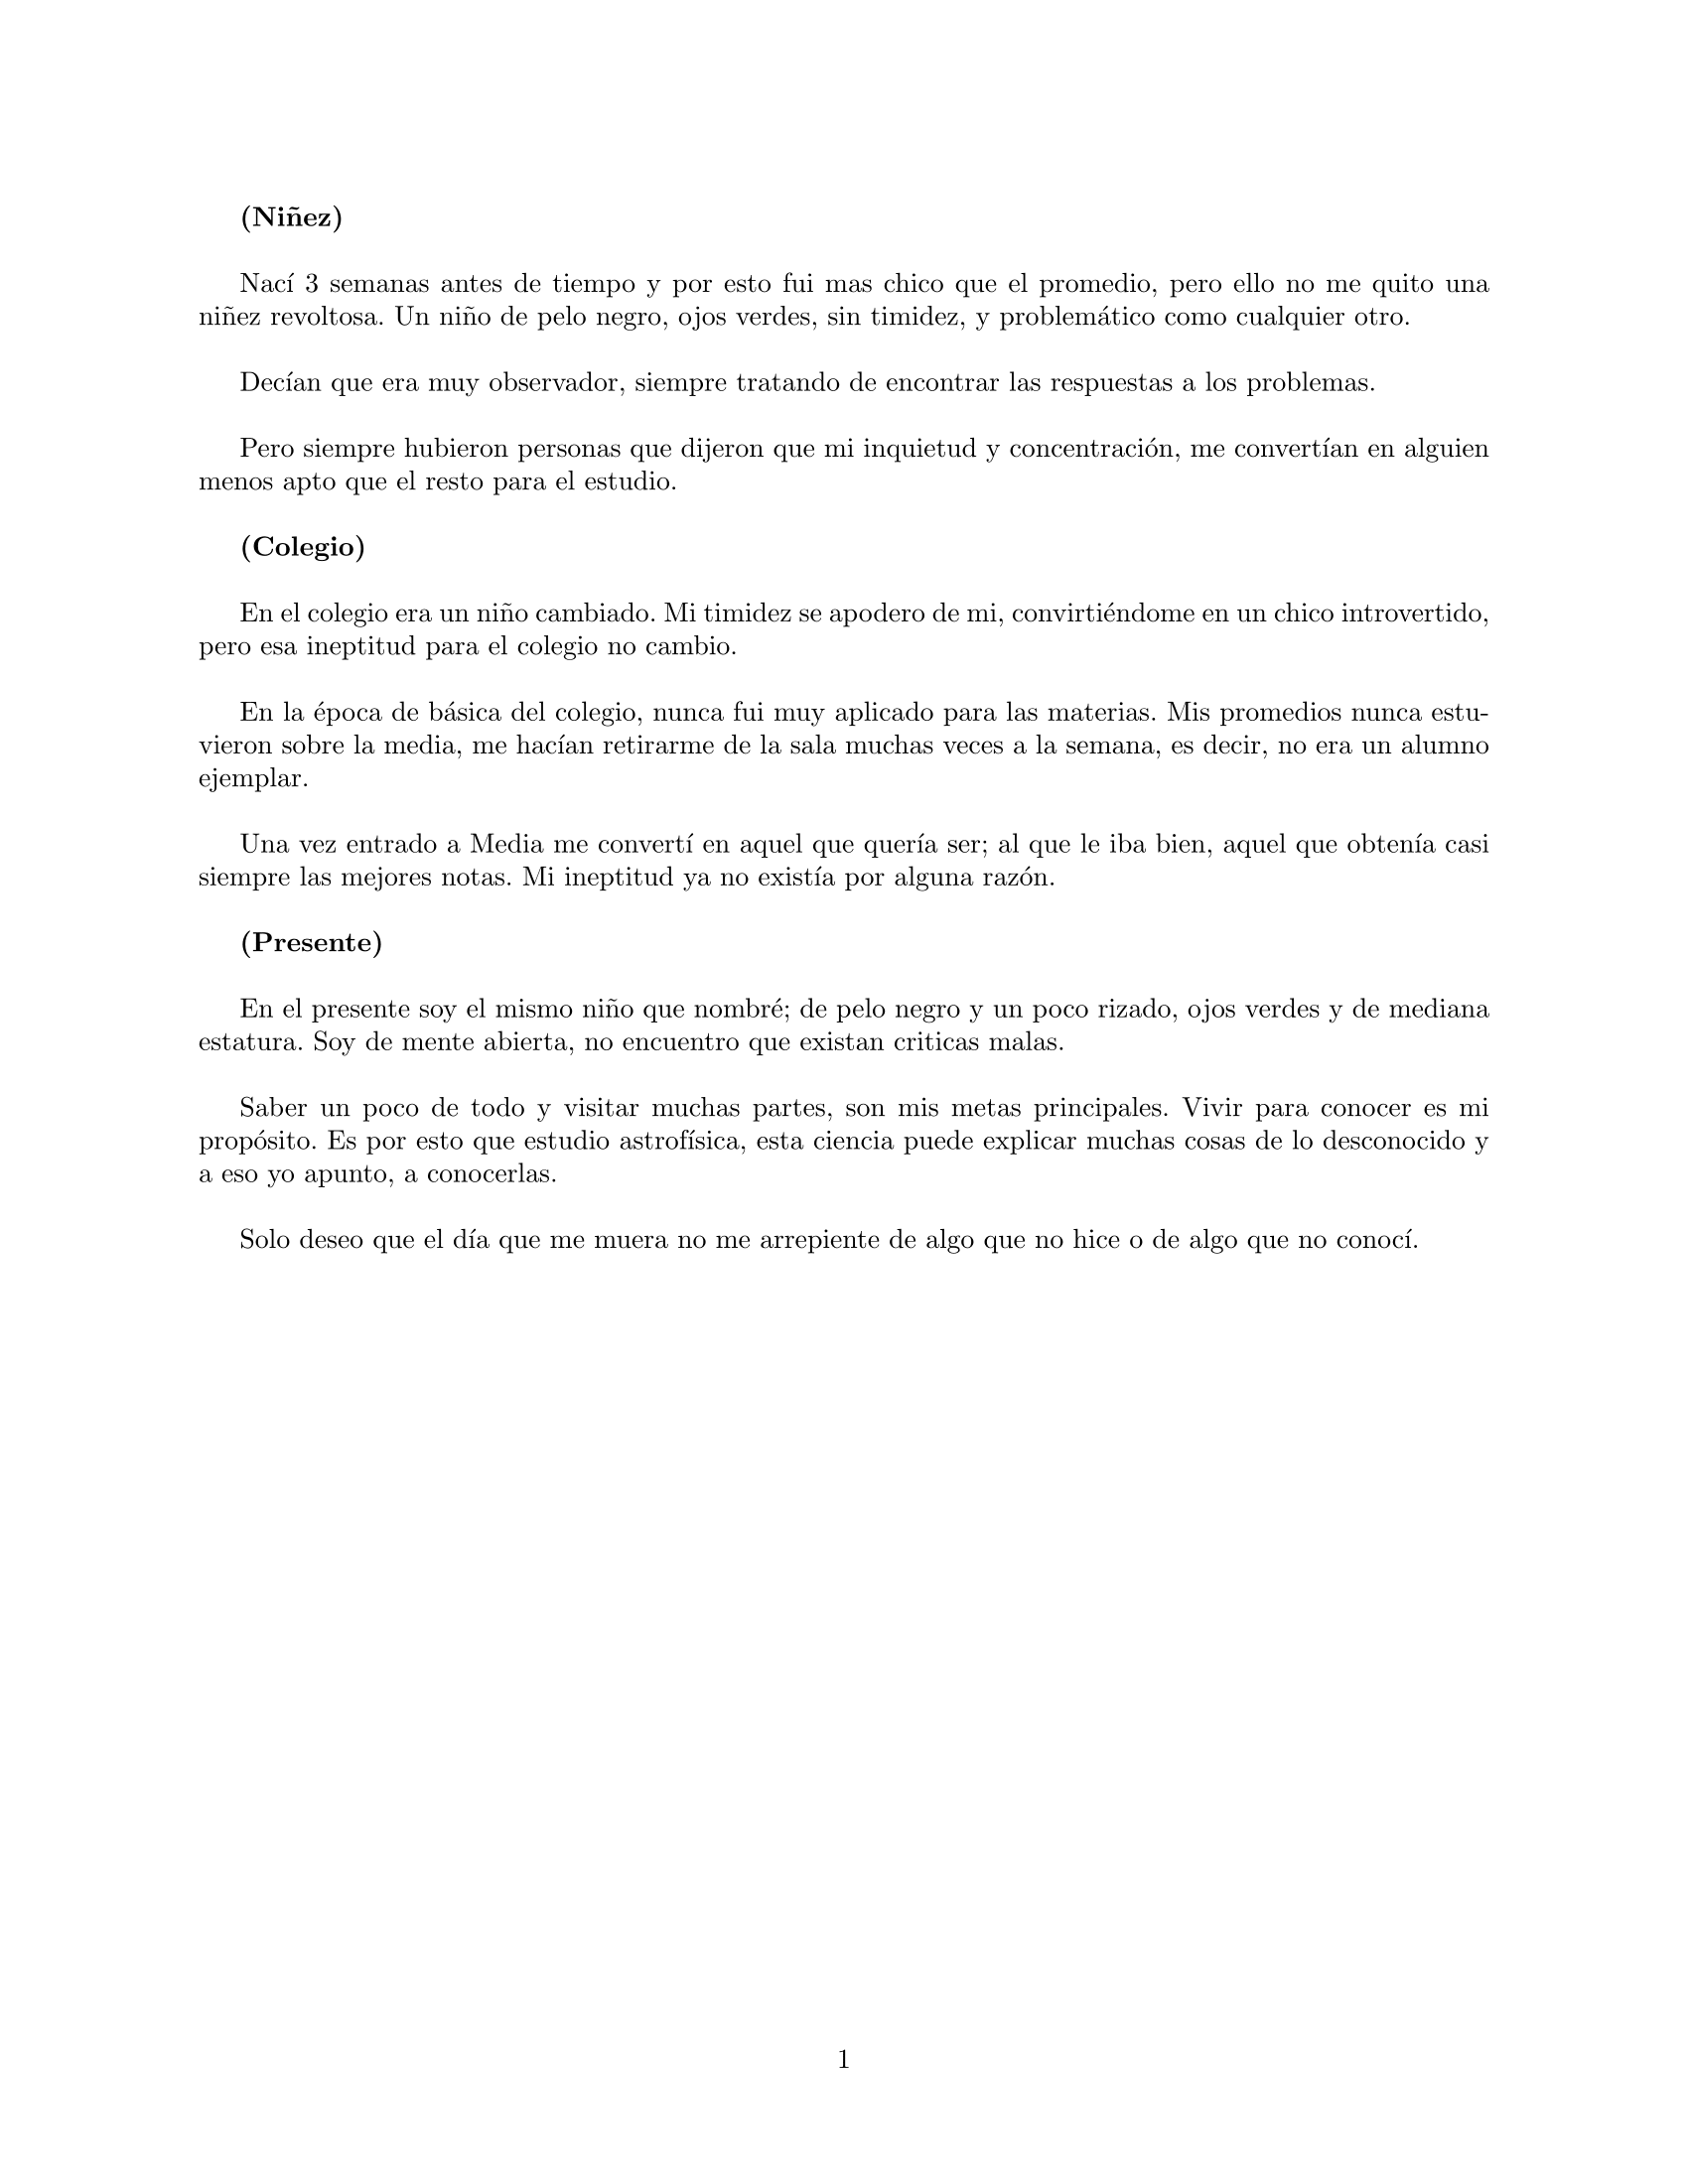 (Niñez)
Nací 3 semanas antes de tiempo y por esto fui mas chico que el promedio, pero ello no me quito una
niñez revoltosa. Un niño de pelo negro, ojos verdes, sin timidez, y problemático como cualquier otro.
Decían que era muy observador, siempre tratando de encontrar las respuestas a los problemas.
Pero siempre hubieron personas que dijeron que mi inquietud y concentración, me convertían en alguien
menos apto que el resto para el estudio.
(Colegio)
En el colegio era un niño cambiado. Mi timidez se apodero de mi, convirtiéndome en un chico introvertido,
pero esa ineptitud para el colegio no cambio.
En la época de básica del colegio, nunca fui muy aplicado para las materias. Mis promedios nunca estu-
vieron sobre la media, me hacían retirarme de la sala muchas veces a la semana, es decir, no era un alumno
ejemplar.
Una vez entrado a Media me convertí en aquel que quería ser; al que le iba bien, aquel que obtenía casi
siempre las mejores notas. Mi ineptitud ya no existía por alguna razón.
(Presente)
En el presente soy el mismo niño que nombré; de pelo negro y un poco rizado, ojos verdes y de mediana
estatura. Soy de mente abierta, no encuentro que existan criticas malas.
Saber un poco de todo y visitar muchas partes, son mis metas principales. Vivir para conocer es mi
propósito. Es por esto que estudio astrofísica, esta ciencia puede explicar muchas cosas de lo desconocido y
a eso yo apunto, a conocerlas.
Solo deseo que el día que me muera no me arrepiente de algo que no hice o de algo que no conocí.
1